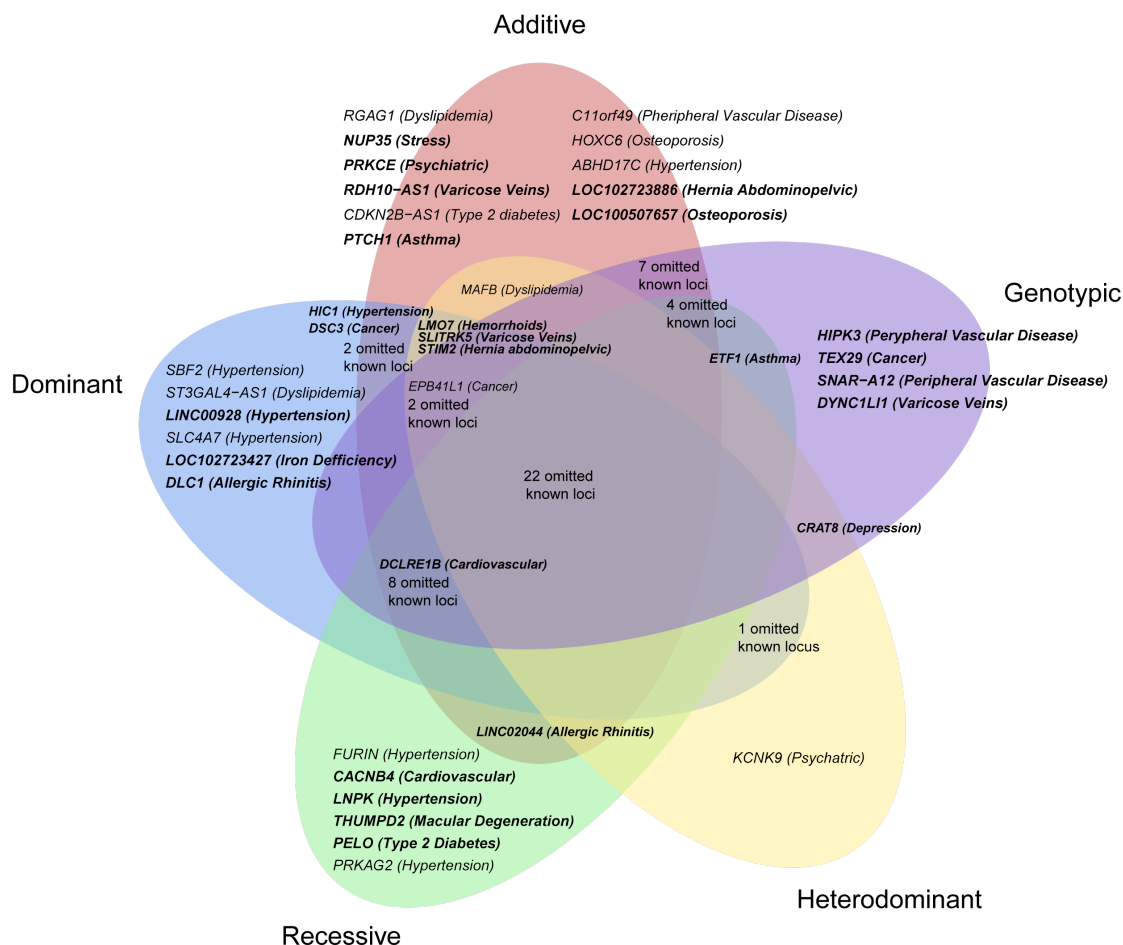 Additive
RGAG1 (Dyslipidemia)
NUP35 (Stress)
PRKCE (Psychiatric)
RDH10−AS1 (Varicose Veins)
CDKN2B−AS1 (Type 2 diabetes)
PTCH1 (Asthma)
C11orf49 (Pheripheral Vascular Disease)
HOXC6 (Osteoporosis)
ABHD17C (Hypertension)
LOC102723886 (Hernia Abdominopelvic)
LOC100507657 (Osteoporosis)
7 omitted
known loci
4 omitted
known loci
Genotypic
MAFB (Dyslipidemia)
HIC1 (Hypertension)
DSC3 (Cancer)
2 omitted
known loci
LMO7 (Hemorrhoids)
SLITRK5 (Varicose Veins)
STIM2 (Hernia abdominopelvic)
ETF1 (Asthma)
HIPK3 (Perypheral Vascular Disease)
TEX29 (Cancer)
SNAR−A12 (Peripheral Vascular Disease)
DYNC1LI1 (Varicose Veins)
Dominant
SBF2 (Hypertension)
ST3GAL4−AS1 (Dyslipidemia)
LINC00928 (Hypertension)
SLC4A7 (Hypertension)
LOC102723427 (Iron Defficiency)
DLC1 (Allergic Rhinitis)
EPB41L1 (Cancer)
2 omitted
known loci
22 omitted
known loci
CRAT8 (Depression)
DCLRE1B (Cardiovascular)
8 omitted
known loci
1 omitted
known locus
LINC02044 (Allergic Rhinitis)
FURIN (Hypertension)
CACNB4 (Cardiovascular)
LNPK (Hypertension)
THUMPD2 (Macular Degeneration)
PELO (Type 2 Diabetes)
PRKAG2 (Hypertension)
KCNK9 (Psychatric)
Heterodominant
Recessive